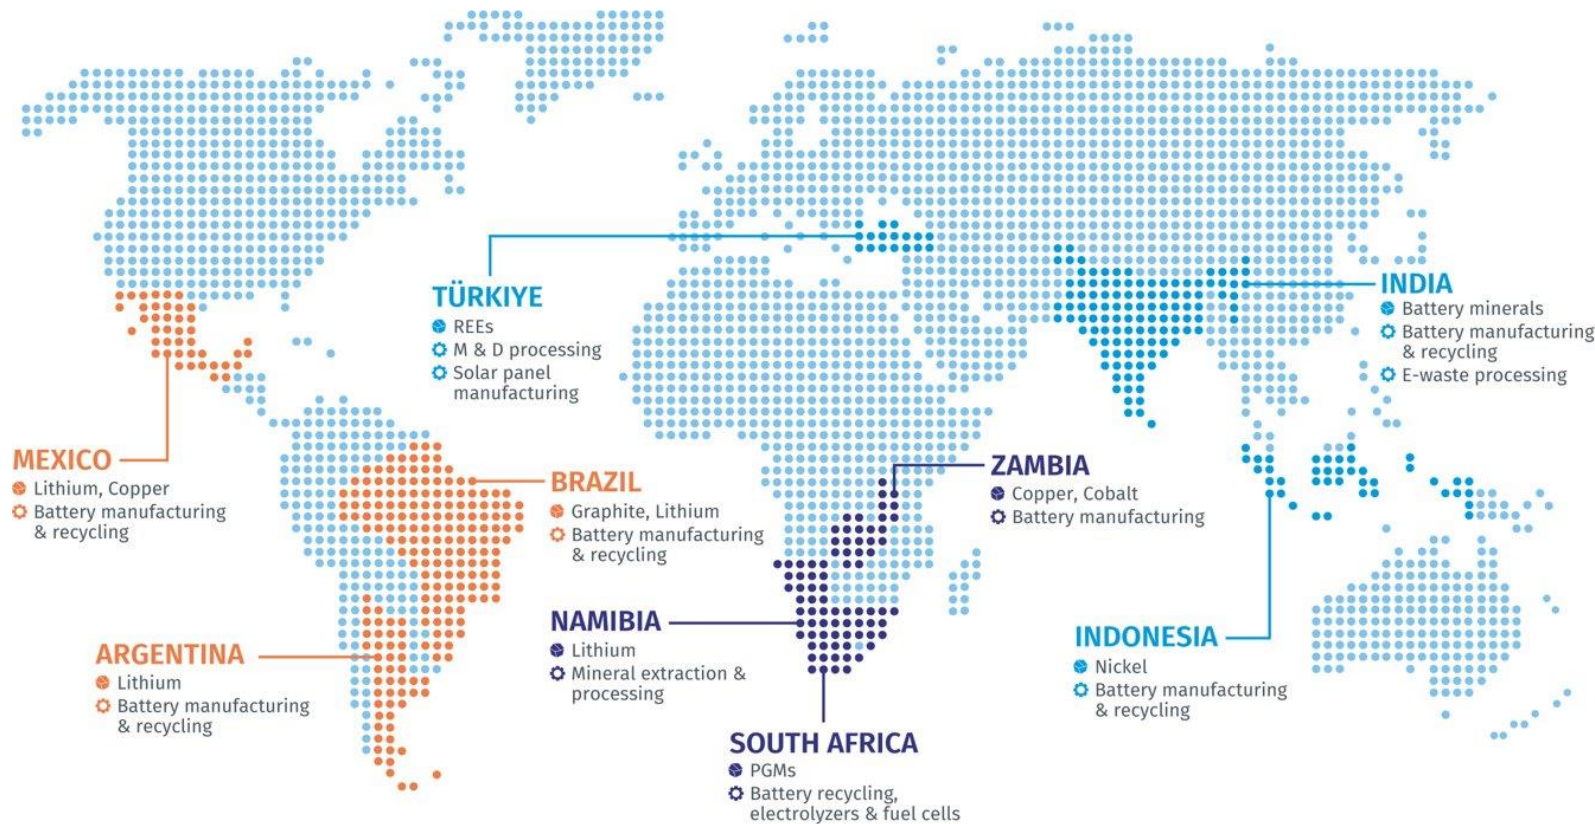 TÜRKIYE
REEs
M & D processing
Solar panel
manufacturing
INDIA
Battery minerals
Battery manufacturing
& recycling
E-waste processing
MEXICO
Lithium, Copper
Battery manufacturing
& recycling
BRAZIL
Graphite, Lithium
Battery manufacturing
& recycling
ZAMBIA
Copper, Cobalt
Battery manufacturing
ARGENTINA
Lithium
Battery manufacturing
& recycling
NAMIBIA
Lithium
Mineral extraction &
processing
INDONESIA
Nickel
Battery manufacturing
& recycling
SOUTH AFRICA
PGMs
Battery recycling,
electrolyzers & fuel cells